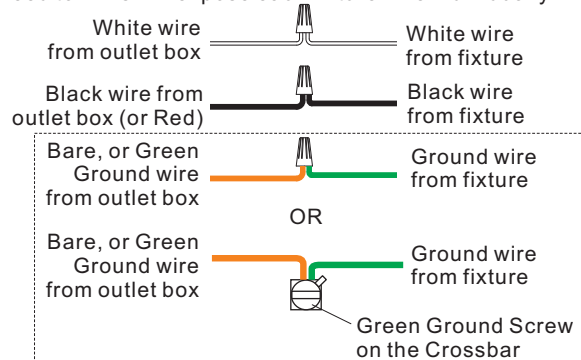 White wire
from outlet box
White wire
from fixture
Black wire from
outlet box (or Red)
Black wire
from fixture
Bare, or Green
Ground wire
from outlet box
Ground wire
from fixture
OR
Bare, or Green
Ground wire
from outlet box
Ground wire
from fixture
Green Ground Screw
on the Crossbar